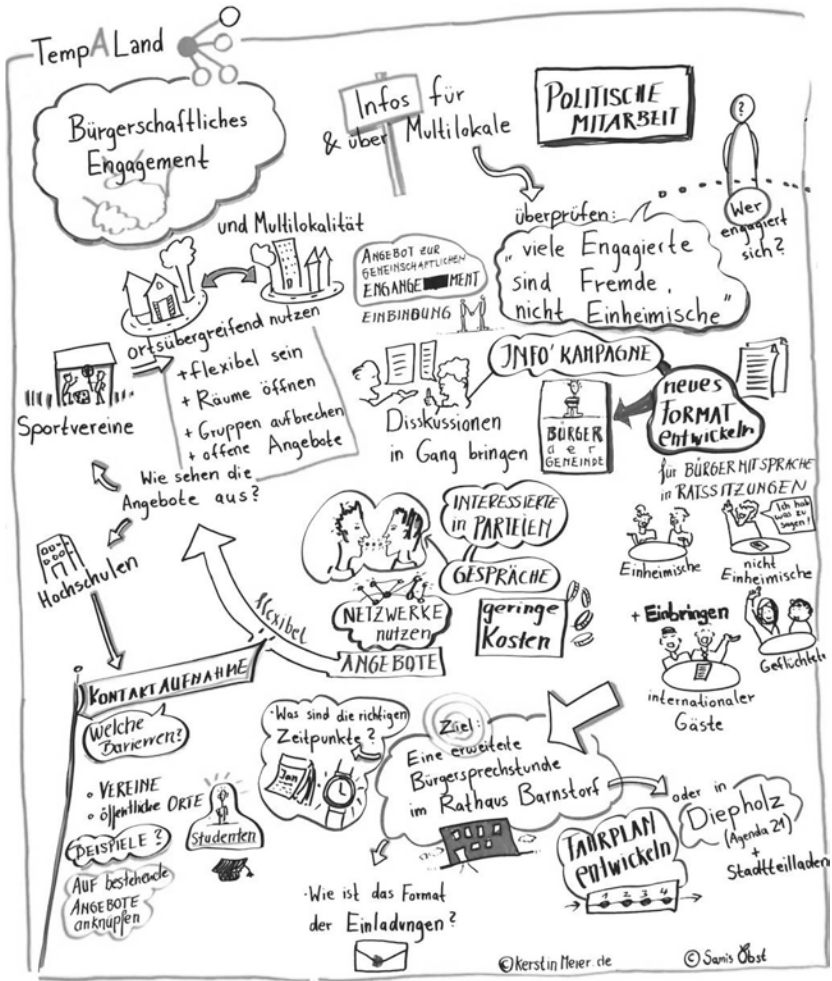 TempALand
Bürgerschaftliches
Engagement
und Multilokalität
Infos für
& über Multilokale
POLITISCHE
MITARBEIT
?
Wer
engagiert
sich?
überprüfen:
"viele Engagierte
sind Fremde,
nicht Einheimische"
ANGEBOT ZUR
GEMEINSCHAFTLICHEN
ENGANGE MENT
EINBINDUNG
ortsübergreifend nutzen
+ flexibel sein
+ Räume öffnen
+ Gruppen aufbrechen
+ offene Angebote
Sportvereine
Wie sehen die
Angebote aus?
Hochschulen
INFO'KAMPAGNE
Disskussionen
in Gang bringen
BÜRGER
der
GEMEINDE
neues
FORMAT
entwickeln
für BÜRGERMITSPRACHE
in RATSSITZUNGEN
Einheimische
Ich hab
was zu
sagen!
nicht
Einheimische
+ Einbringen
internationaler
Gäste
Geflüchtete
INTERESSIERTE
in PARTEIEN
GESPRÄCHE
NETZWERKE
nutzen
geringe
Kosten
flexibel
ANGEBOTE
KONTAKTAUFNAHME
Welche
Barierren?
• VEREINE
• öffentliche ORTE
BEISPIELE?
AUF bestehende
ANGEBOTE
anknüpfen
Studenten
•Was sind die richtigen
Zeitpunkte?
Jan
Ziel:
Eine erweiterte
Bürgersprechstunde
im Rathaus Barnstorf
oder in
Diepholz
(Agenda 21)
+
Stadtteilladen
FAHRPLAN
entwickeln
1 2 3 4
•Wie ist das Format
der Einladungen?
©KerstinMeier.de
© Samis Obst